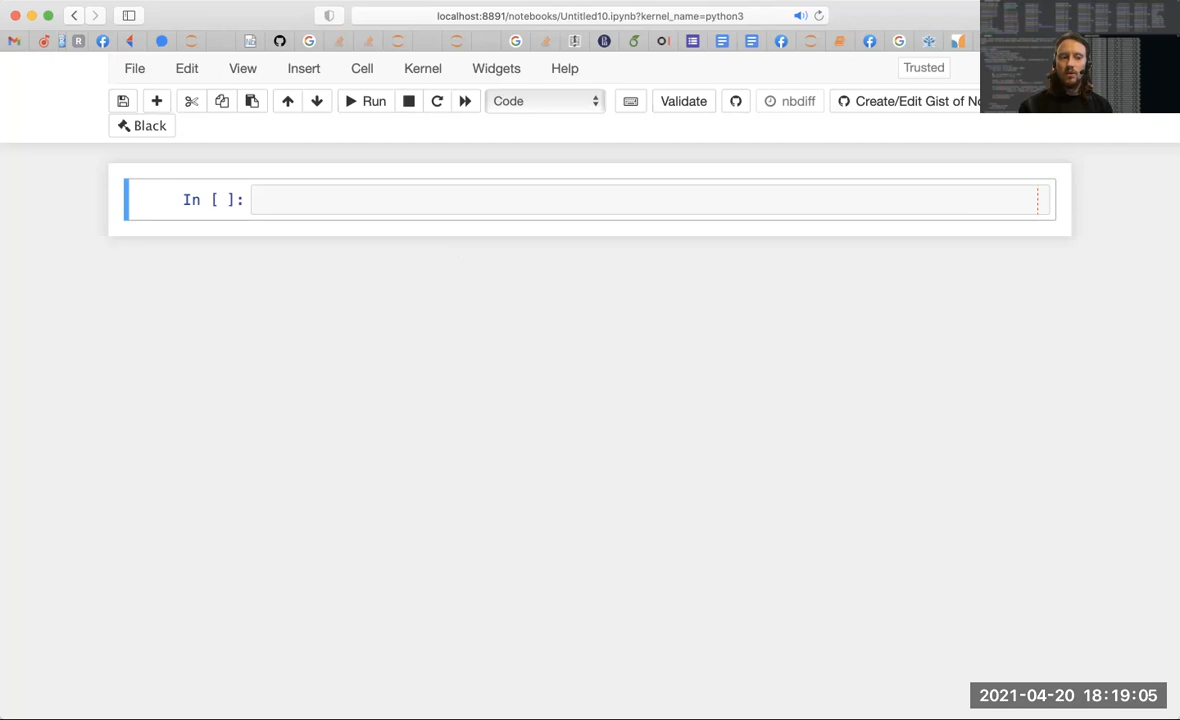 localhost:8891/notebooks/Untitled10.ipynb?kernel_name=python3
File Edit View Insert Cell Kernel Widgets Help
Trusted
Run
Code
Validate
nbdiff
Create/Edit Gist of No
Black
In [ ]:
2021-04-20 18:19:05